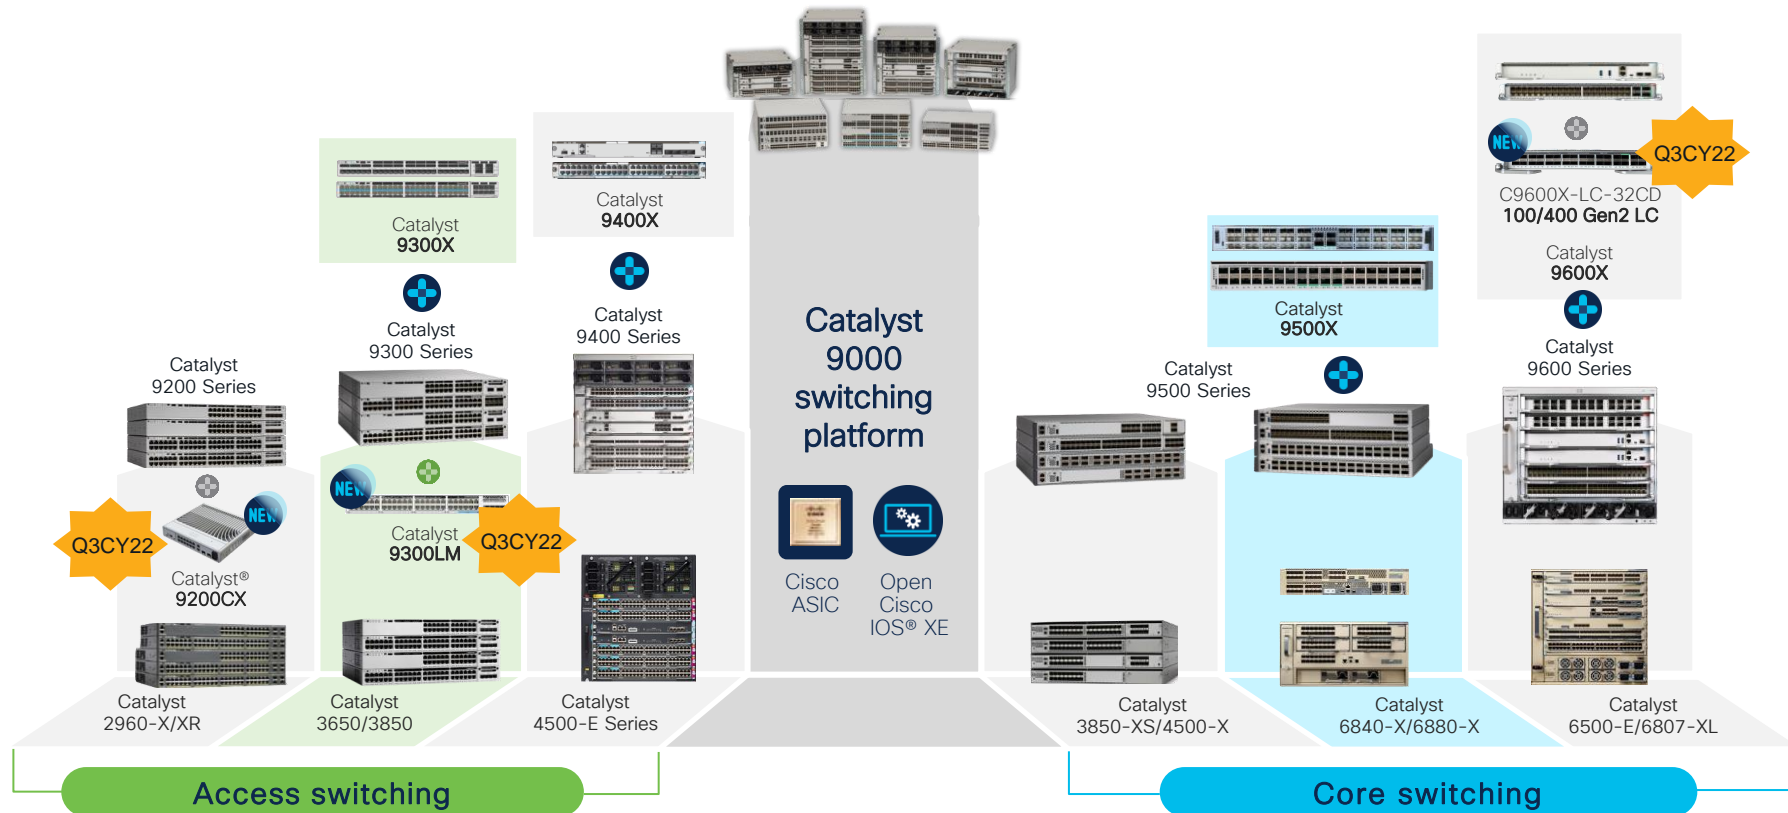 Catalyst
2960-X/XR
Catalyst
9200 Series
NEW
Q3CY22
Catalyst®
9200CX
Catalyst
9300X
Catalyst
9300 Series
NEW
Catalyst
9300LM
Q3CY22
Catalyst
3650/3850
Catalyst
9400X
Catalyst
9400 Series
Catalyst
4500-E Series
Access switching
Catalyst
9000
switching
platform
Cisco
ASIC
Open
Cisco
IOS® XE
Catalyst
9500 Series
Catalyst
3850-XS/4500-X
Catalyst
9500X
Catalyst
6840-X/6880-X
NEW
Q3CY22
C9600X-LC-32CD
100/400 Gen2 LC
Catalyst
9600X
Catalyst
9600 Series
Catalyst
6500-E/6807-XL
Core switching